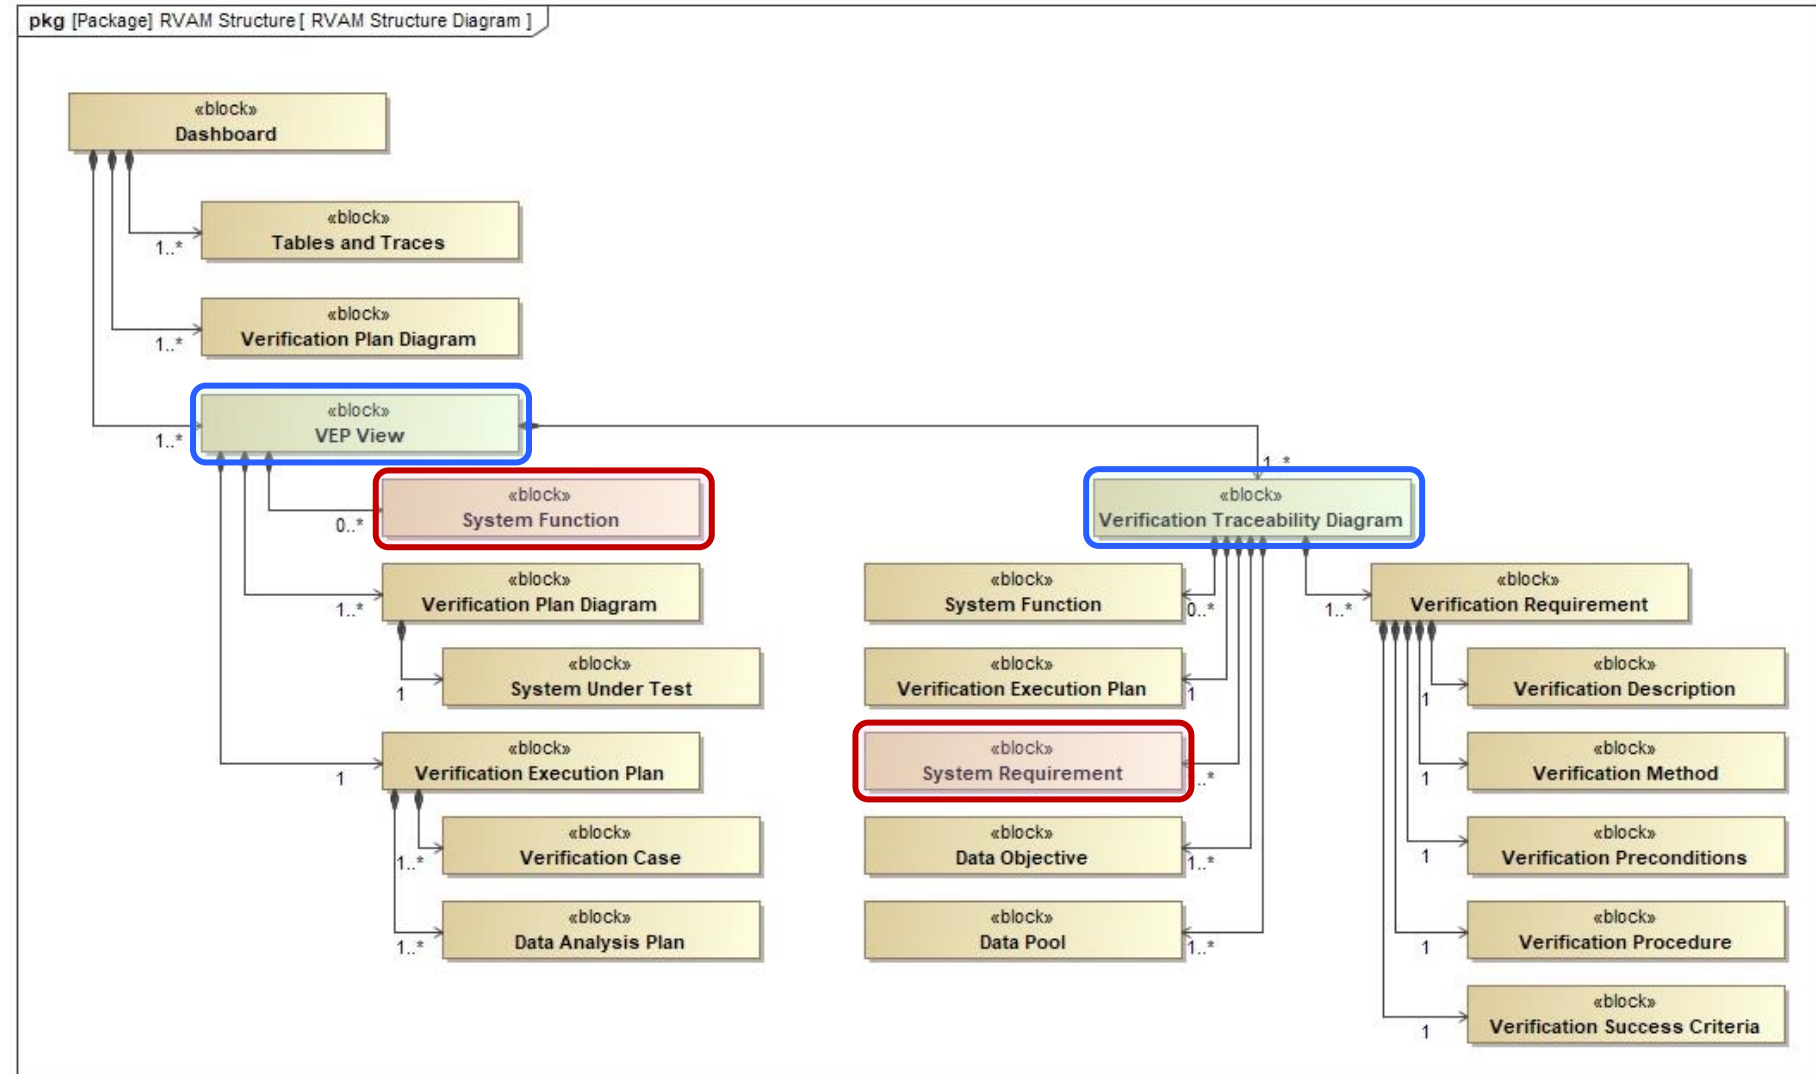 pkg [Package] RVAM Structure [ RVAM Structure Diagram ]
«block»
Dashboard
«block»
Tables and Traces
1..*
«block»
Verification Plan Diagram
1..*
«block»
VEP View
1..*
1..*
«block»
System Function
0..*
«block»
Verification Traceability Diagram
«block»
Verification Plan Diagram
1..*
«block»
System Function
0..*
«block»
Verification Requirement
1..*
«block»
System Under Test
1
«block»
Verification Execution Plan
1
«block»
Verification Description
1
«block»
Verification Execution Plan
1
«block»
System Requirement
..*
«block»
Verification Method
1
«block»
Verification Case
1..*
«block»
Data Objective
1..*
«block»
Verification Preconditions
1
«block»
Data Analysis Plan
1..*
«block»
Data Pool
1..*
«block»
Verification Procedure
1
«block»
Verification Success Criteria
1